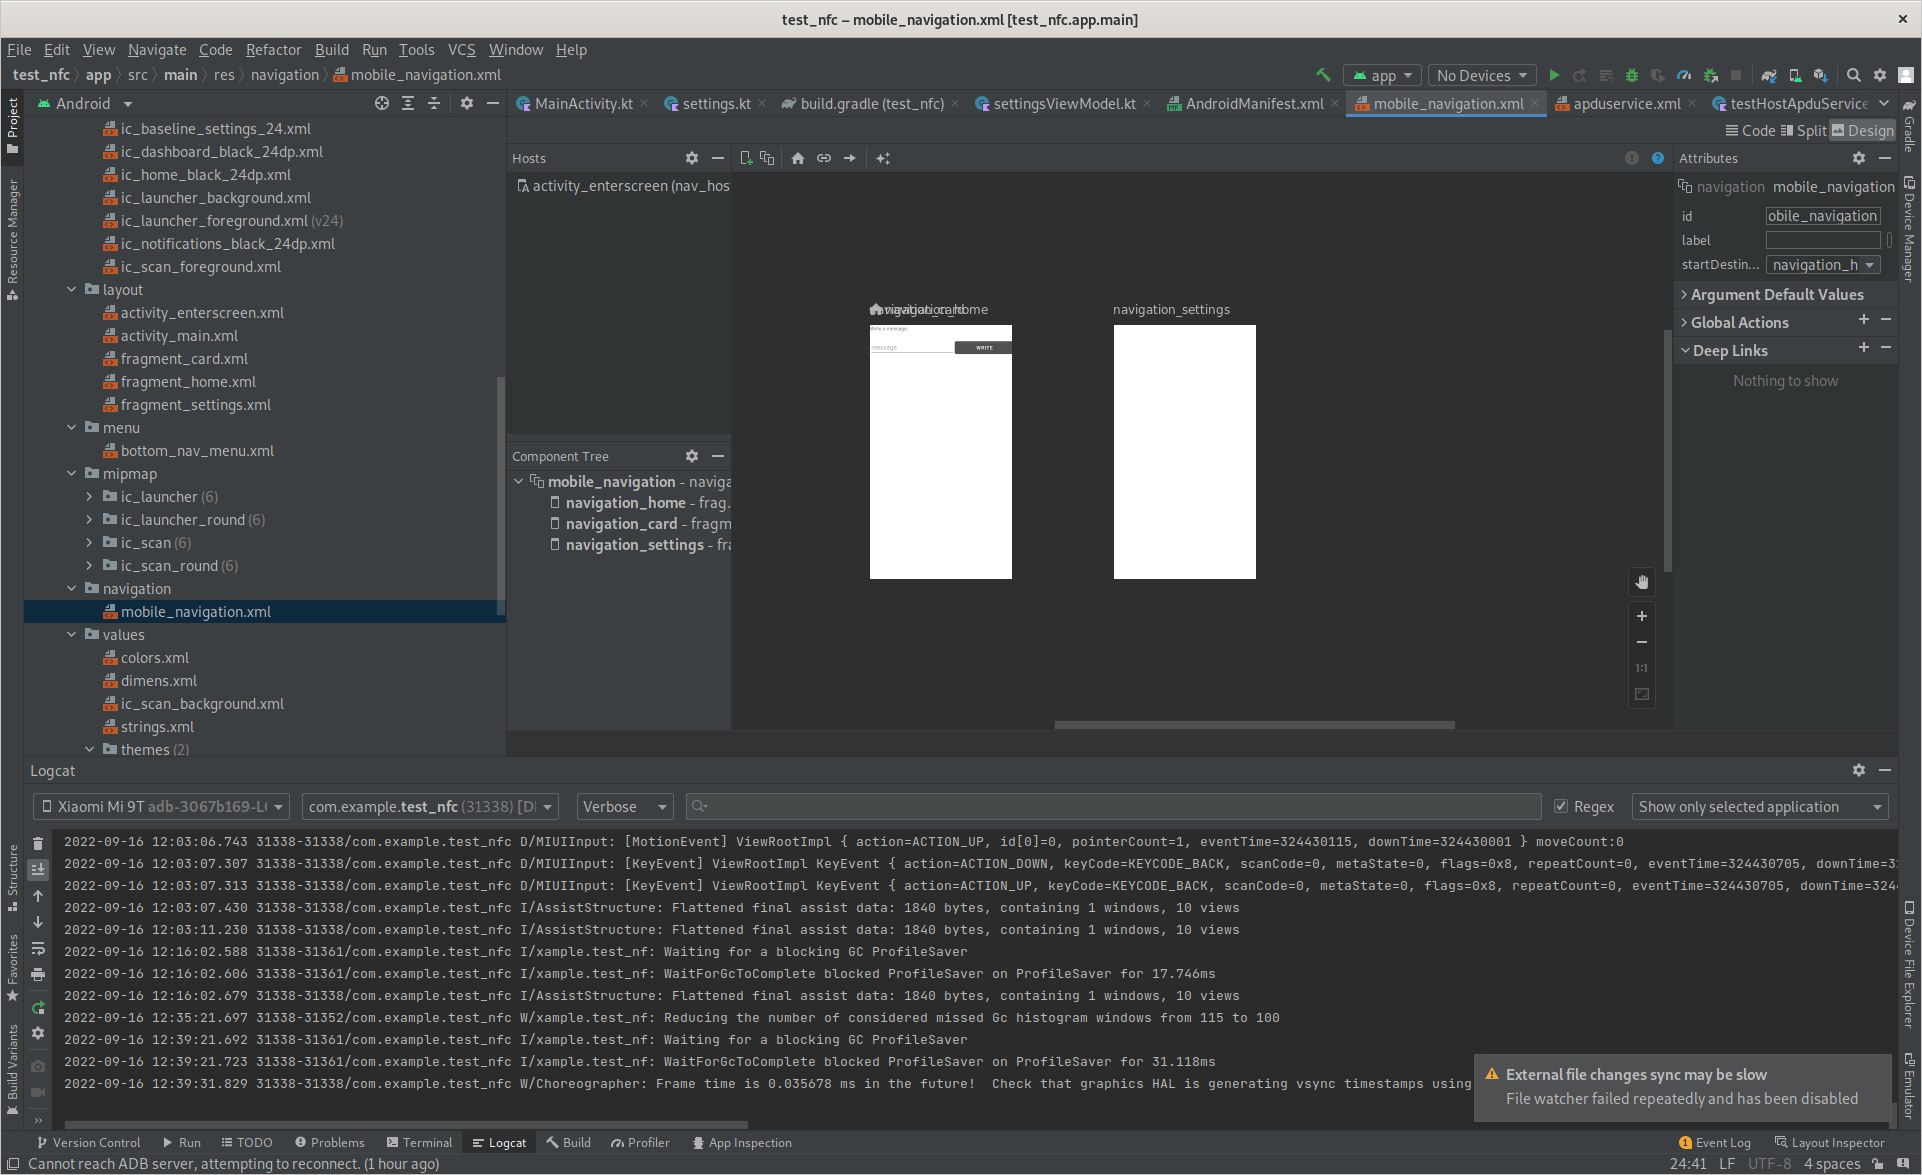 test_nfc – mobile_navigation.xml [test_nfc.app.main]
File Edit View Navigate Code Refactor Build Run Tools VCS Window Help
test_nfc app src main res navigation mobile_navigation.xml
app No Devices
Project
Android
MainActivity.kt settings.kt build.gradle (test_nfc) settingsViewModel.kt AndroidManifest.xml mobile_navigation.xml apduservice.xml testHostApduService
Gradle
Code Split Design
Resource Manager
ic_baseline_settings_24.xml
ic_dashboard_black_24dp.xml
ic_home_black_24dp.xml
ic_launcher_background.xml
ic_launcher_foreground.xml (v24)
ic_notifications_black_24dp.xml
ic_scan_foreground.xml
layout
activity_enterscreen.xml
activity_main.xml
fragment_card.xml
fragment_home.xml
fragment_settings.xml
menu
bottom_nav_menu.xml
mipmap
ic_launcher (6)
ic_launcher_round (6)
ic_scan (6)
ic_scan_round (6)
navigation
mobile_navigation.xml
values
colors.xml
dimens.xml
ic_scan_background.xml
strings.xml
themes (2)
Hosts
activity_enterscreen (nav_hos
Component Tree
mobile_navigation - naviga
navigation_home - frag.
navigation_card - fragm
navigation_settings - fra
navigation_settings
Write a message:
message
WRITE
1:1
Attributes
navigation mobile_navigation
id obile_navigation
label
startDestin... navigation_h
Argument Default Values
Global Actions
Deep Links
Nothing to show
Device Manager
Logcat
Xiaomi Mi 9T adb-3067b169-L com.example.test_nfc (31338) [D Verbose Regex Show only selected application
2022-09-16 12:03:06.743 31338-31338/com.example.test_nfc D/MIUIInput: [MotionEvent] ViewRootImpl { action=ACTION_UP, id[0]=0, pointerCount=1, eventTime=324430115, downTime=324430001 } moveCount:0
2022-09-16 12:03:07.307 31338-31338/com.example.test_nfc D/MIUIInput: [KeyEvent] ViewRootImpl KeyEvent { action=ACTION_DOWN, keyCode=KEYCODE_BACK, scanCode=0, metaState=0, flags=0x8, repeatCount=0, eventTime=324430705, downTime=32
2022-09-16 12:03:07.313 31338-31338/com.example.test_nfc D/MIUIInput: [KeyEvent] ViewRootImpl KeyEvent { action=ACTION_UP, keyCode=KEYCODE_BACK, scanCode=0, metaState=0, flags=0x8, repeatCount=0, eventTime=324430705, downTime=3244
2022-09-16 12:03:07.430 31338-31338/com.example.test_nfc I/AssistStructure: Flattened final assist data: 1840 bytes, containing 1 windows, 10 views
2022-09-16 12:03:11.230 31338-31338/com.example.test_nfc I/AssistStructure: Flattened final assist data: 1840 bytes, containing 1 windows, 10 views
2022-09-16 12:16:02.588 31338-31361/com.example.test_nfc I/xample.test_nf: Waiting for a blocking GC ProfileSaver
2022-09-16 12:16:02.606 31338-31361/com.example.test_nfc I/xample.test_nf: WaitForGcToComplete blocked ProfileSaver on ProfileSaver for 17.746ms
2022-09-16 12:16:02.679 31338-31338/com.example.test_nfc I/AssistStructure: Flattened final assist data: 1840 bytes, containing 1 windows, 10 views
2022-09-16 12:35:21.697 31338-31352/com.example.test_nfc W/xample.test_nf: Reducing the number of considered missed Gc histogram windows from 115 to 100
2022-09-16 12:39:21.692 31338-31361/com.example.test_nfc I/xample.test_nf: Waiting for a blocking GC ProfileSaver
2022-09-16 12:39:21.723 31338-31361/com.example.test_nfc I/xample.test_nf: WaitForGcToComplete blocked ProfileSaver on ProfileSaver for 31.118ms
2022-09-16 12:39:31.829 31338-31338/com.example.test_nfc W/Choreographer: Frame time is 0.035678 ms in the future! Check that graphics HAL is generating vsync timestamps using
External file changes sync may be slow
File watcher failed repeatedly and has been disabled
Structure
Favorites
Build Variants
Device File Explorer
Emulator
Version Control Run TODO Problems Terminal Logcat Build Profiler App Inspection 1 Event Log Layout Inspector
Cannot reach ADB server, attempting to reconnect. (1 hour ago) 24:41 LF UTF-8 4 spaces